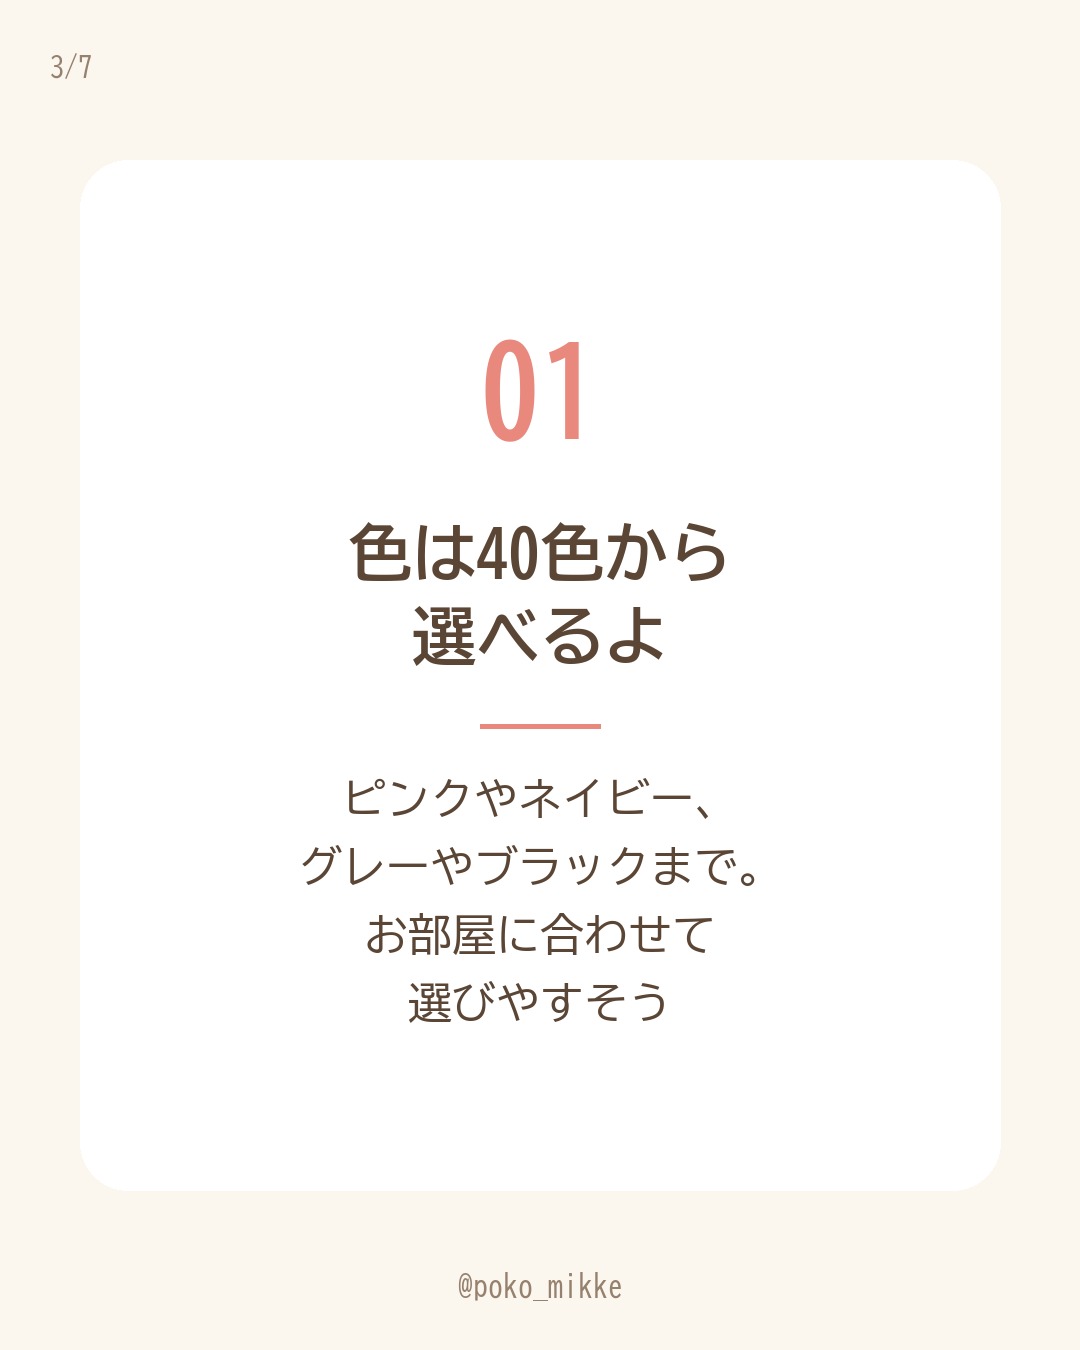 3/7
01
色は40色から
選べるよ
ピンクやネイビー、
グレーやブラックまで。
お部屋に合わせて
選びやすそう
@poko_mikke